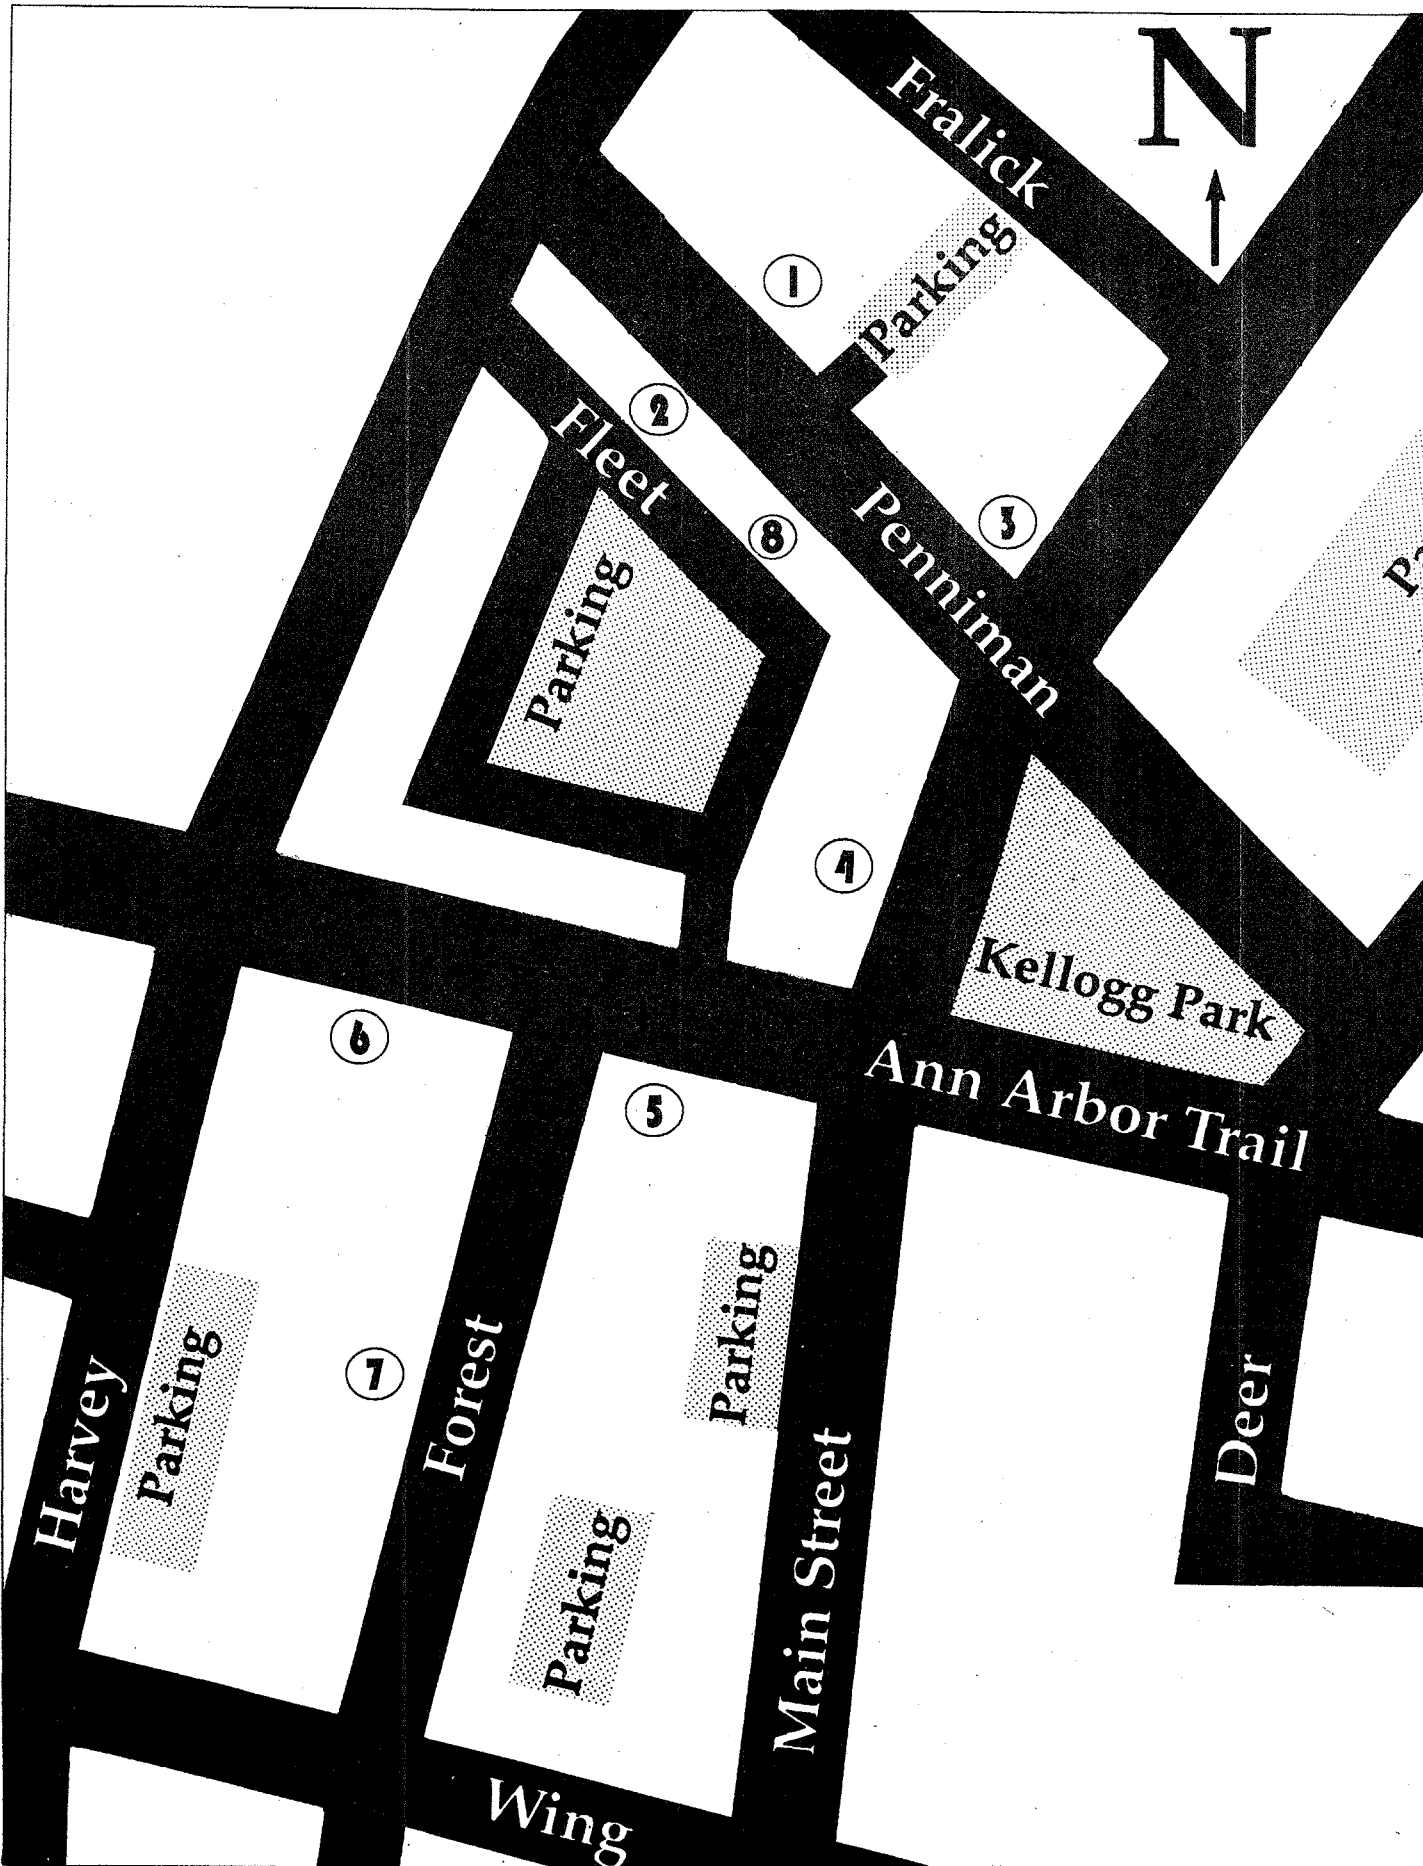 N
Fralick
Parking
1
2
Fleet
8
Penniman
3
Parking
4
Kellogg Park
Ann Arbor Trail
6
5
Parking
7
Forest
Harvey
Parking
Deer
Main Street
Parking
Wing